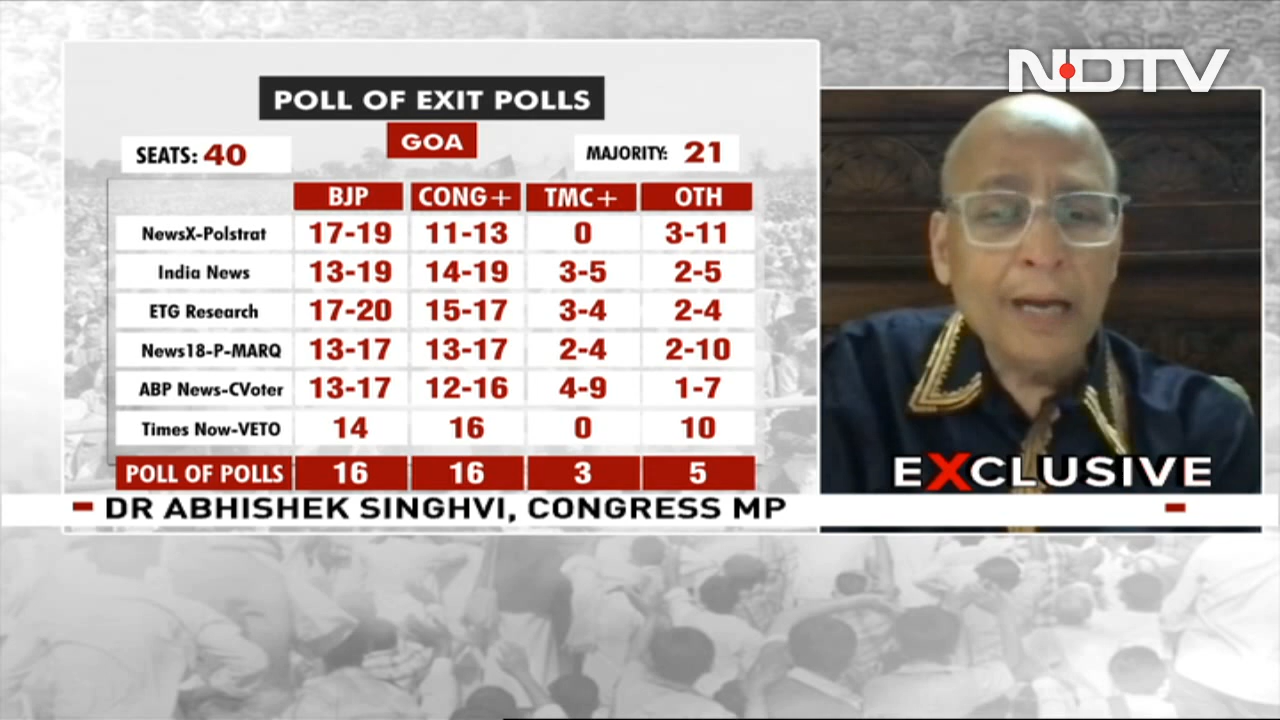 NDTV
POLL OF EXIT POLLS
GOA
SEATS: 40
MAJORITY: 21
BJP CONG+ TMC+ OTH
NewsX-Polstrat 17-19 11-13 0 3-11
India News 13-19 14-19 3-5 2-5
ETG Research 17-20 15-17 3-4 2-4
News18-P-MARQ 13-17 13-17 2-4 2-10
ABP News-CVoter 13-17 12-16 4-9 1-7
Times Now-VETO 14 16 0 10
POLL OF POLLS 16 16 3 5
EXCLUSIVE
DR ABHISHEK SINGHVI, CONGRESS MP